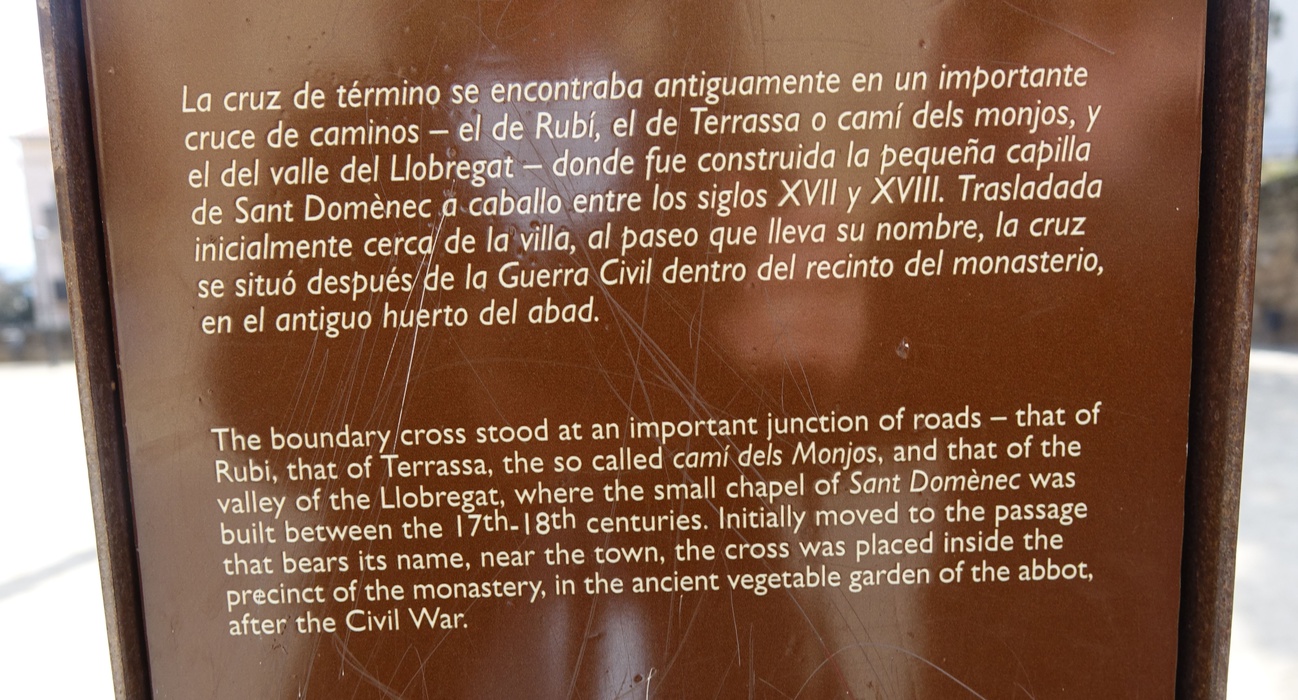 La cruz de término se encontraba antiguamente en un importante
cruce de caminos – el de Rubí, el de Terrassa o camí dels monjos, y
el del valle del Llobregat – donde fue construida la pequeña capilla
de Sant Domènec a caballo entre los siglos XVII y XVIII. Trasladada
inicialmente cerca de la villa, al paseo que lleva su nombre, la cruz
se situó después de la Guerra Civil dentro del recinto del monasterio,
en el antiguo huerto del abad.
The boundary cross stood at an important junction of roads – that of
Rubi, that of Terrassa, the so called camí dels Monjos, and that of the
valley of the Llobregat, where the small chapel of Sant Domènec was
built between the 17th-18th centuries. Initially moved to the passage
that bears its name, near the town, the cross was placed inside the
precinct of the monastery, in the ancient vegetable garden of the abbot,
after the Civil War.